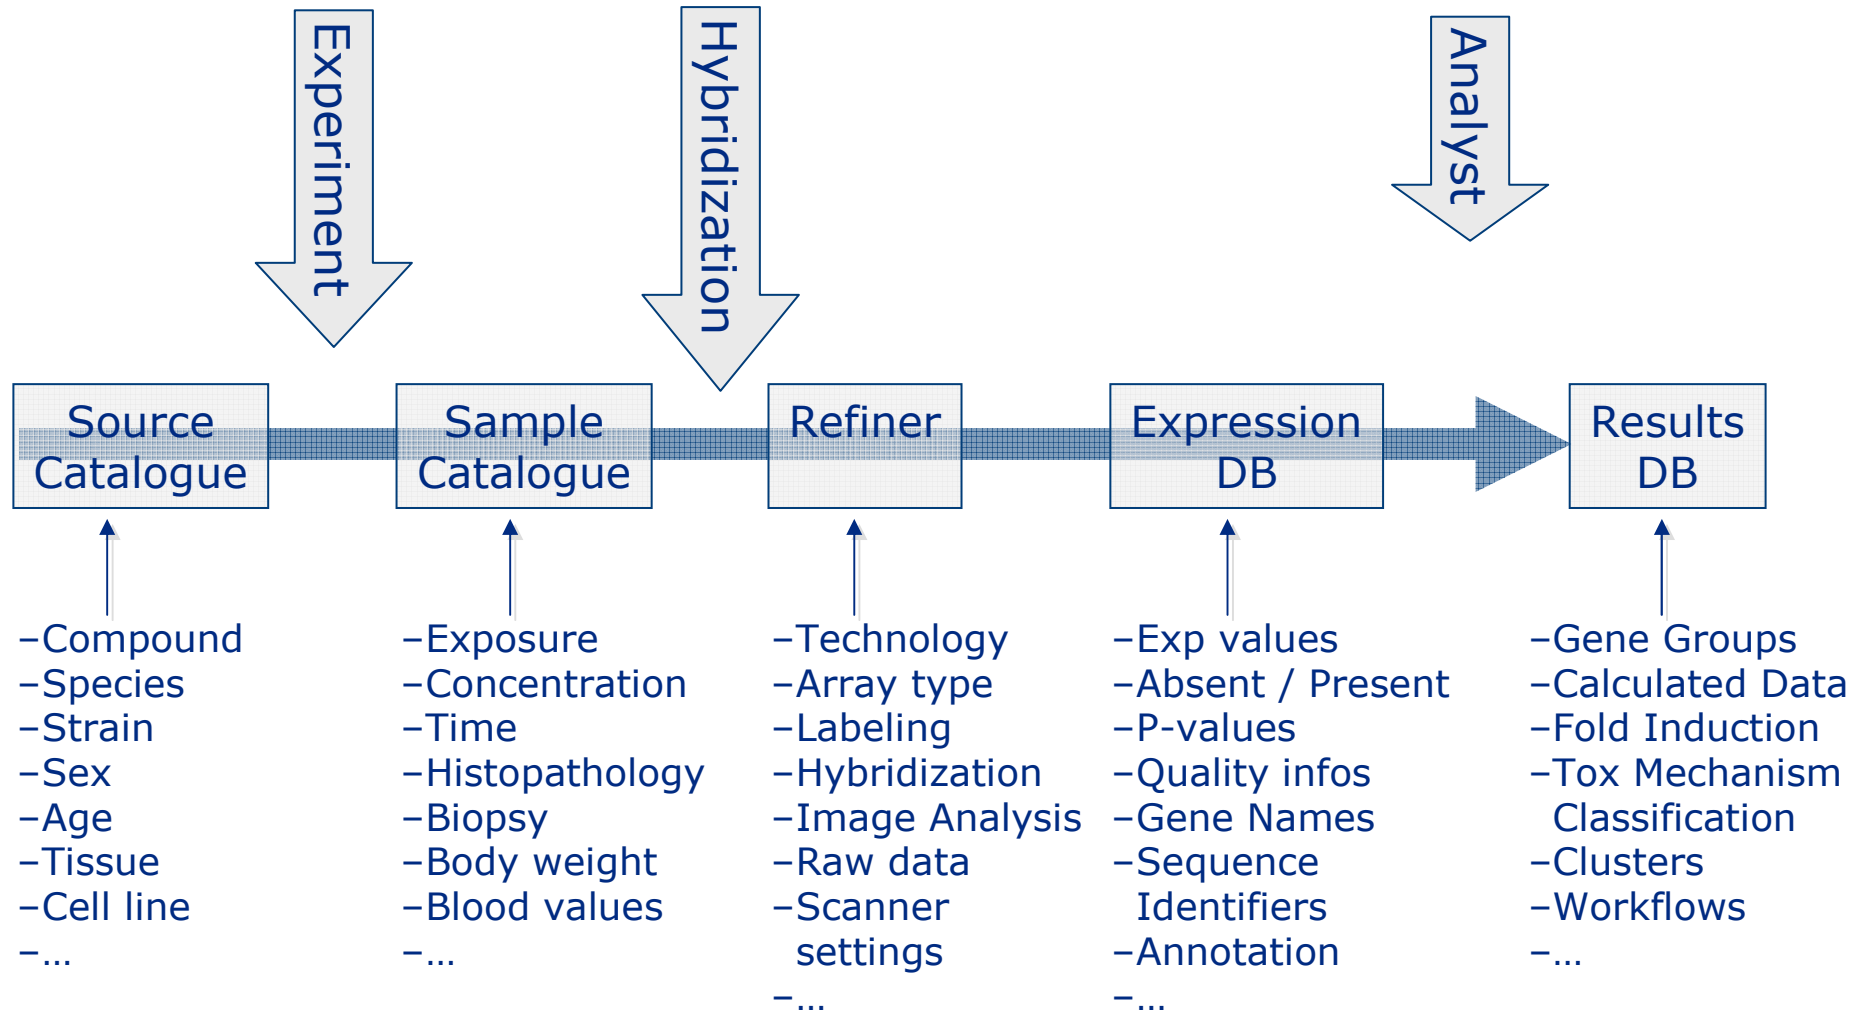 Experiment
Hybridization
Analyst
Source
Catalogue
Sample
Catalogue
Refiner
Expression
DB
Results
DB
–Compound
–Species
–Strain
–Sex
–Age
–Tissue
–Cell line
–…
–Exposure
–Concentration
–Time
–Histopathology
–Biopsy
–Body weight
–Blood values
–…
–Technology
–Array type
–Labeling
–Hybridization
–Image Analysis
–Raw data
–Scanner
settings
–…
–Exp values
–Absent / Present
–P-values
–Quality infos
–Gene Names
–Sequence
Identifiers
–Annotation
–…
–Gene Groups
–Calculated Data
–Fold Induction
–Tox Mechanism
Classification
–Clusters
–Workflows
–…